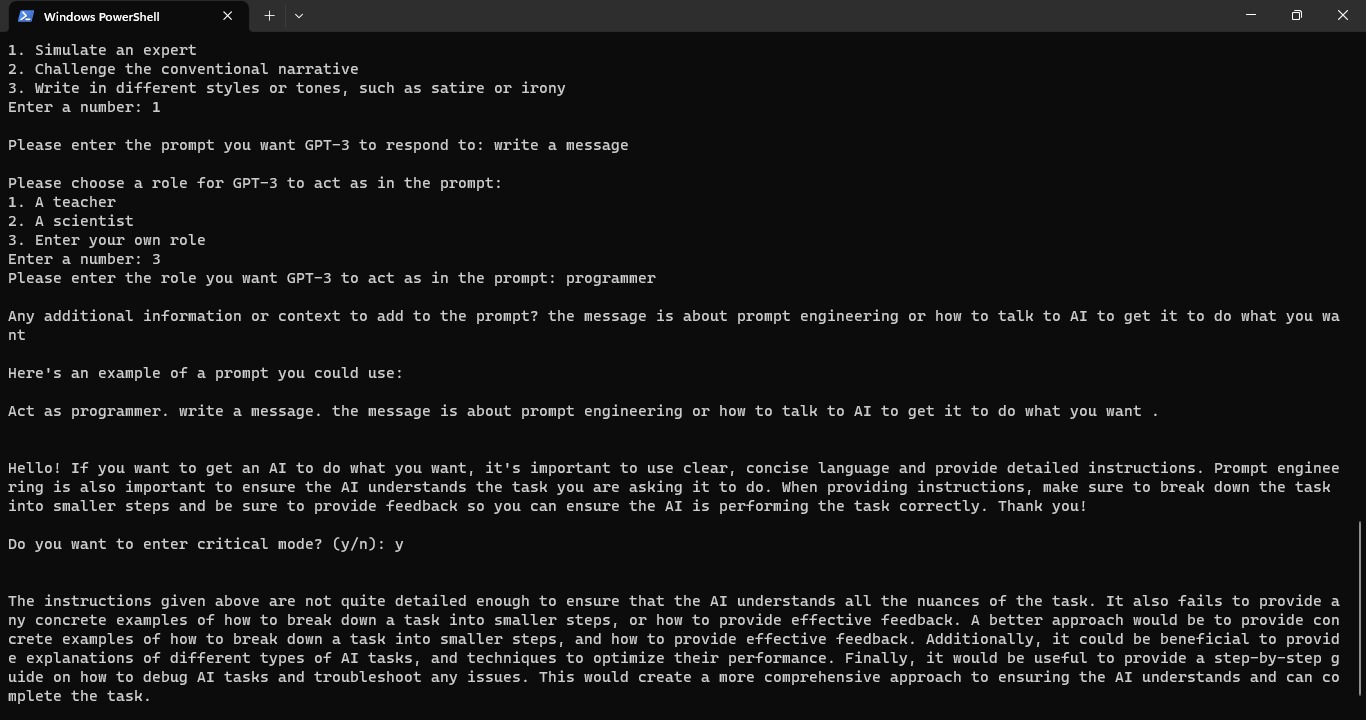 Windows PowerShell
1. Simulate an expert
2. Challenge the conventional narrative
3. Write in different styles or tones, such as satire or irony
Enter a number: 1
Please enter the prompt you want GPT-3 to respond to: write a message
Please choose a role for GPT-3 to act as in the prompt:
1. A teacher
2. A scientist
3. Enter your own role
Enter a number: 3
Please enter the role you want GPT-3 to act as in the prompt: programmer
Any additional information or context to add to the prompt? the message is about prompt engineering or how to talk to AI to get it to do what you wa
nt
Here's an example of a prompt you could use:
Act as programmer. write a message. the message is about prompt engineering or how to talk to AI to get it to do what you want .
Hello! If you want to get an AI to do what you want, it's important to use clear, concise language and provide detailed instructions. Prompt enginee
ring is also important to ensure the AI understands the task you are asking it to do. When providing instructions, make sure to break down the task
into smaller steps and be sure to provide feedback so you can ensure the AI is performing the task correctly. Thank you!
Do you want to enter critical mode? (y/n): y
The instructions given above are not quite detailed enough to ensure that the AI understands all the nuances of the task. It also fails to provide a
ny concrete examples of how to break down a task into smaller steps, or how to provide effective feedback. A better approach would be to provide con
crete examples of how to break down a task into smaller steps, and how to provide effective feedback. Additionally, it could be beneficial to provid
e explanations of different types of AI tasks, and techniques to optimize their performance. Finally, it would be useful to provide a step-by-step g
uide on how to debug AI tasks and troubleshoot any issues. This would create a more comprehensive approach to ensuring the AI understands and can co
mplete the task.